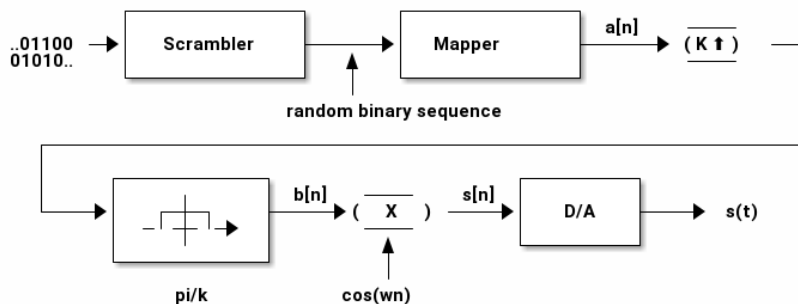 ..01100
01010..
Scrambler
Mapper
a[n]
( K ⬆ )
random binary sequence
b[n]
( X )
s[n]
D/A
s(t)
pi/k
cos(wn)